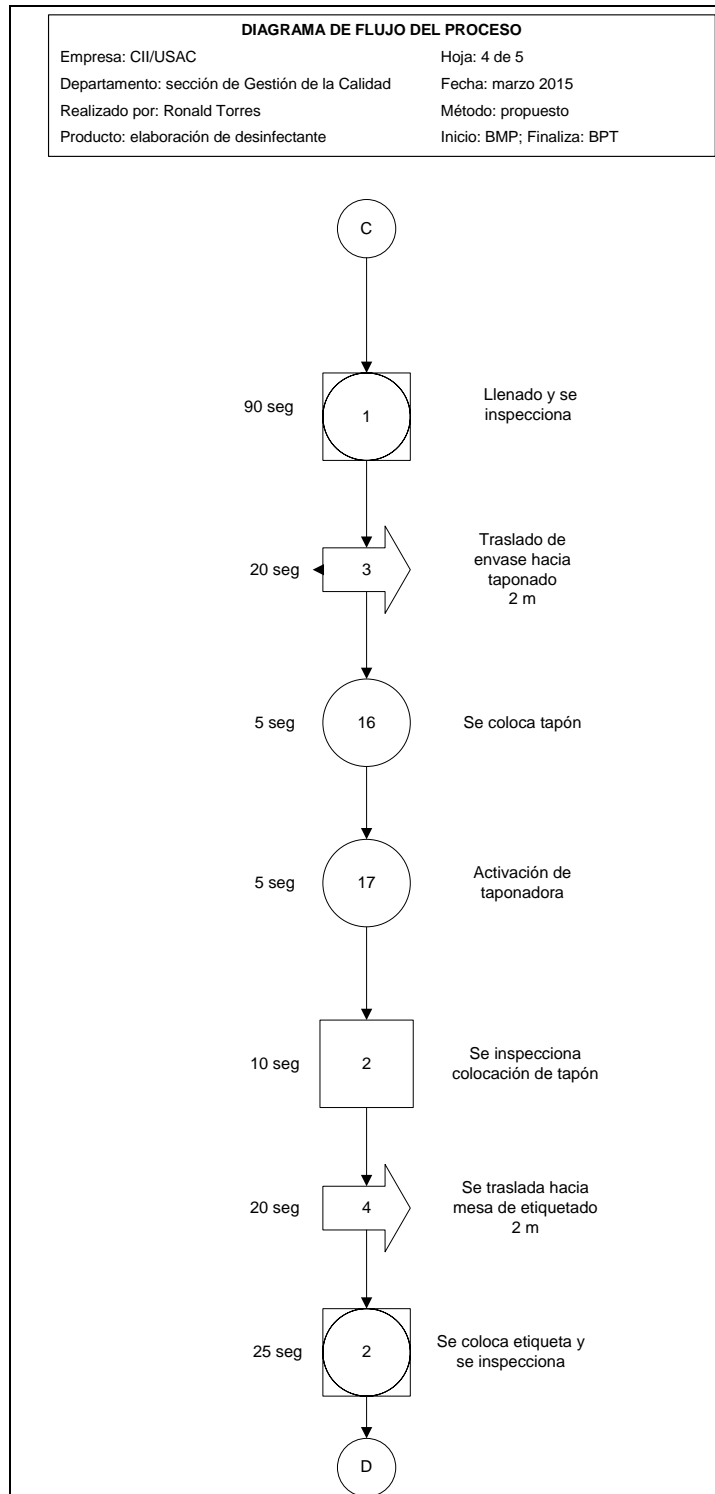 DIAGRAMA DE FLUJO DEL PROCESO
Empresa: CII/USAC
Hoja: 4 de 5
Departamento: sección de Gestión de la Calidad
Fecha: marzo 2015
Realizado por: Ronald Torres
Método: propuesto
Producto: elaboración de desinfectante
Inicio: BMP; Finaliza: BPT
C
90 seg
1
Llenado y se
inspecciona
20 seg
3
Traslado de
envase hacia
taponado
2 m
5 seg
16
Se coloca tapón
5 seg
17
Activación de
taponadora
10 seg
2
Se inspecciona
colocación de tapón
20 seg
4
Se traslada hacia
mesa de etiquetado
2 m
25 seg
2
Se coloca etiqueta y
se inspecciona
D